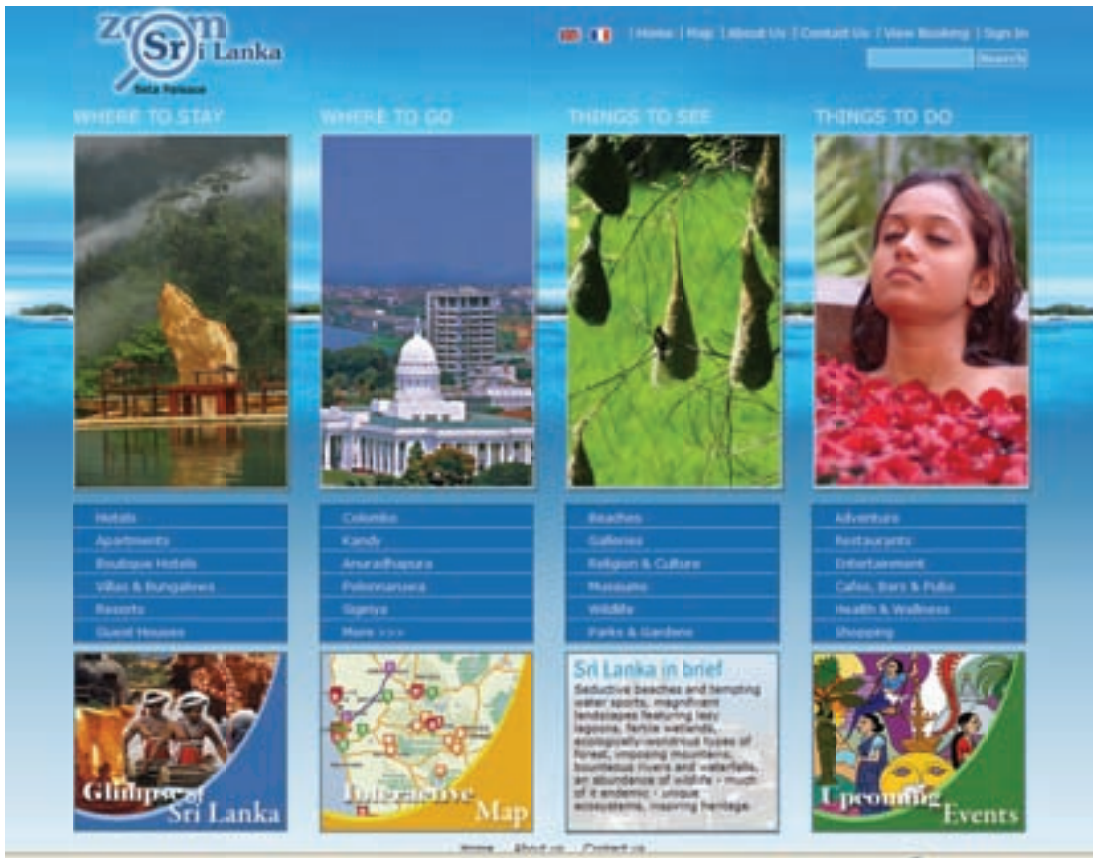 zoom
Sri Lanka
Beta Release
| Home | Map | About Us | Contact Us | View Booking | Sign In
Search
WHERE TO STAY
WHERE TO GO
THINGS TO SEE
THINGS TO DO
Hotels
Apartments
Boutique Hotels
Villas & Bungalows
Resorts
Guest Houses
Colombo
Kandy
Anuradhapura
Polonnaruwa
Sigiriya
More >>>
Beaches
Galleries
Religion & Culture
Museums
Wildlife
Parks & Gardens
Adventure
Restaurants
Entertainment
Cafes, Bars & Pubs
Health & Wellness
Shopping
Glimpse of
Sri Lanka
Interactive
Map
Sri Lanka in brief
Seductive beaches and tempting
water sports, magnificent
landscapes featuring lazy
lagoons, fertile wetlands,
ecologically-wondrous types of
forest, imposing mountains,
bounteous rivers and waterfalls,
an abundance of wildlife - much
of it endemic - unique
ecosystems, inspiring heritage.
Upcoming
Events
Home About us Contact us